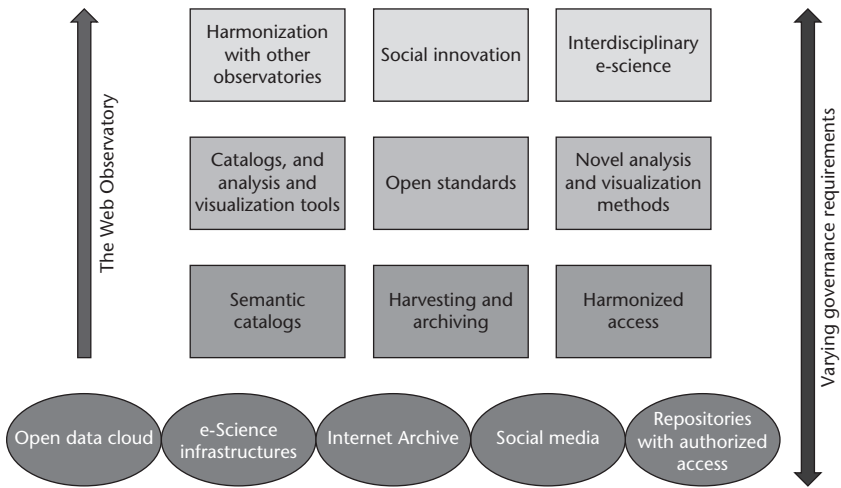 Harmonization
with other
observatories
Social innovation
Interdisciplinary
e-science
The Web Observatory
Catalogs, and
analysis and
visualization tools
Open standards
Novel analysis
and visualization
methods
Varying governance requirements
Semantic
catalogs
Harvesting and
archiving
Harmonized
access
Open data cloud
e-Science
infrastructures
Internet Archive
Social media
Repositories
with authorized
access